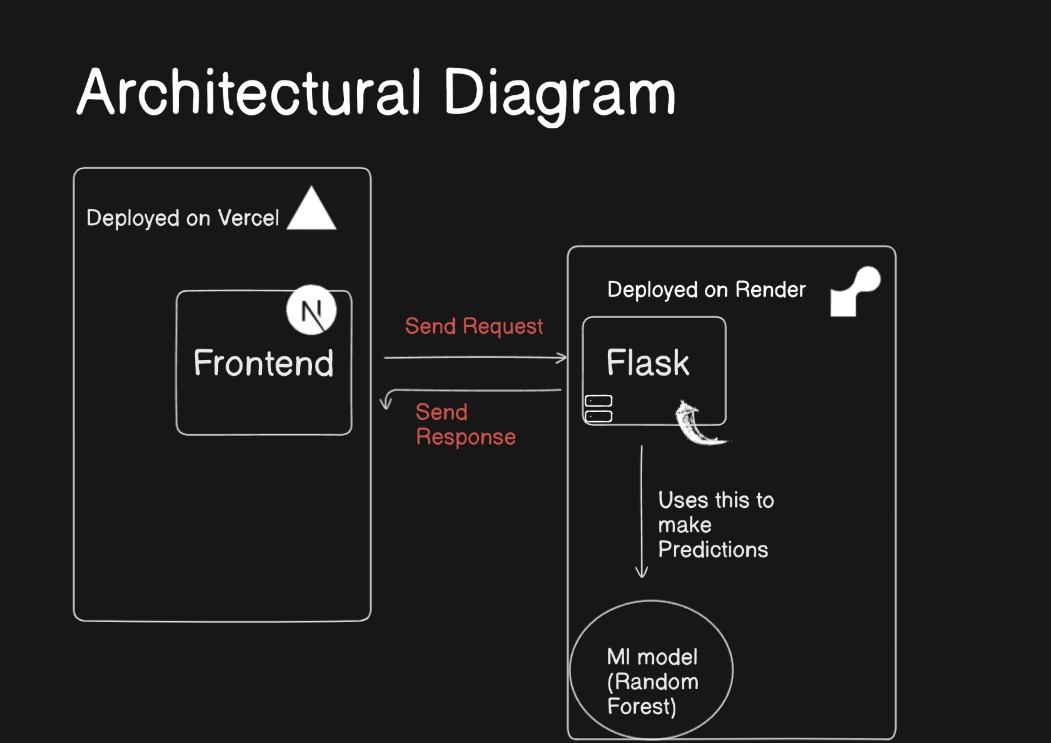 Architectural Diagram
Deployed on Vercel
N
Frontend
Send Request
Send
Response
Deployed on Render
Flask
Uses this to
make
Predictions
Ml model
(Random
Forest)